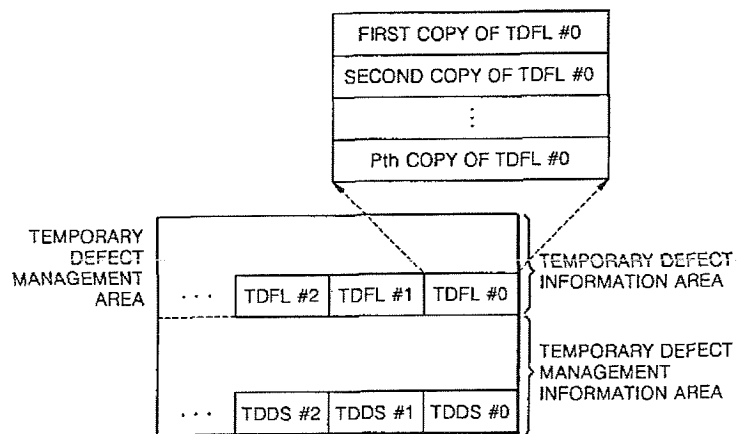 FIRST COPY OF TDFL #0
SECOND COPY OF TDFL #0
⋮
Pth COPY OF TDFL #0
TEMPORARY
DEFECT
MANAGEMENT
AREA
TEMPORARY DEFECT
INFORMATION AREA
... TDFL #2 TDFL #1 TDFL #0
TEMPORARY DEFECT
MANAGEMENT
INFORMATION AREA
... TDDS #2 TDDS #1 TDDS #0